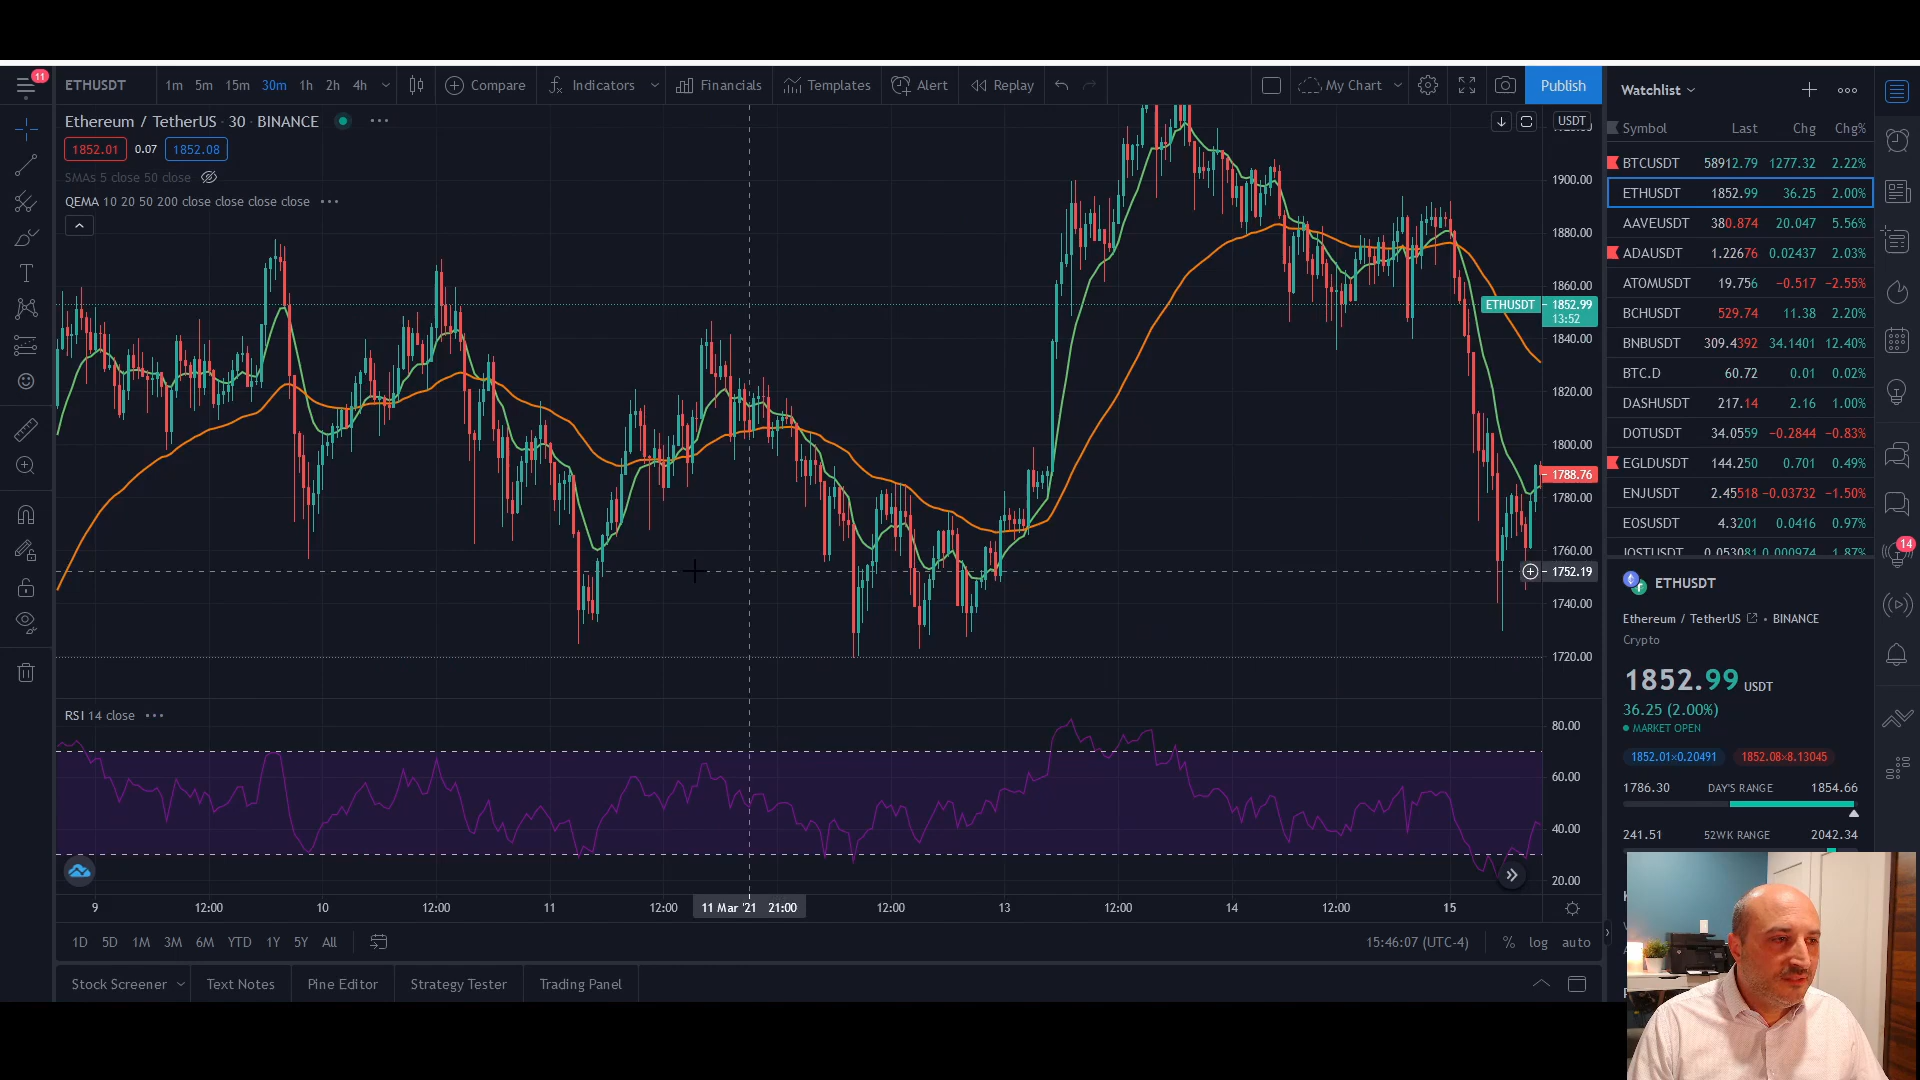 11
ETHUSDT 1m 5m 15m 30m 1h 2h 4h Compare Indicators Financials Templates Alert Replay My Chart Publish
Ethereum / TetherUS · 30 · BINANCE
1852.01 0.07 1852.08
SMAs 5 close 50 close
QEMA 10 20 50 200 close close close close
USDT
1900.00
1880.00
1860.00
ETHUSDT 1852.99
13:52
1840.00
1820.00
1800.00
1788.76
1780.00
1760.00
1752.19
1740.00
1720.00
RSI 14 close
80.00
60.00
40.00
20.00
9 12:00 10 12:00 11 12:00 11 Mar '21 21:00 12:00 13 12:00 14 12:00 15
1D 5D 1M 3M 6M YTD 1Y 5Y All 15:46:07 (UTC-4) % log auto
Stock Screener Text Notes Pine Editor Strategy Tester Trading Panel
Watchlist
Symbol Last Chg Chg%
BTCUSDT 58912.79 1277.32 2.22%
ETHUSDT 1852.99 36.25 2.00%
AAVEUSDT 380.874 20.047 5.56%
ADAUSDT 1.22676 0.02437 2.03%
ATOMUSDT 19.756 −0.517 −2.55%
BCHUSDT 529.74 11.38 2.20%
BNBUSDT 309.4392 34.1401 12.40%
BTC.D 60.72 0.01 0.02%
DASHUSDT 217.14 2.16 1.00%
DOTUSDT 34.0559 −0.2844 −0.83%
EGLDUSDT 144.250 0.701 0.49%
ENJUSDT 2.45518 −0.03732 −1.50%
EOSUSDT 4.3201 0.0416 0.97%
IOSTUSDT 0.053081 0.000974 1.87%
14
ETHUSDT
Ethereum / TetherUS • BINANCE
Crypto
1852.99 USDT
36.25 (2.00%)
MARKET OPEN
1852.01×0.20491 1852.08×8.13045
1786.30 DAY'S RANGE 1854.66
241.51 52WK RANGE 2042.34